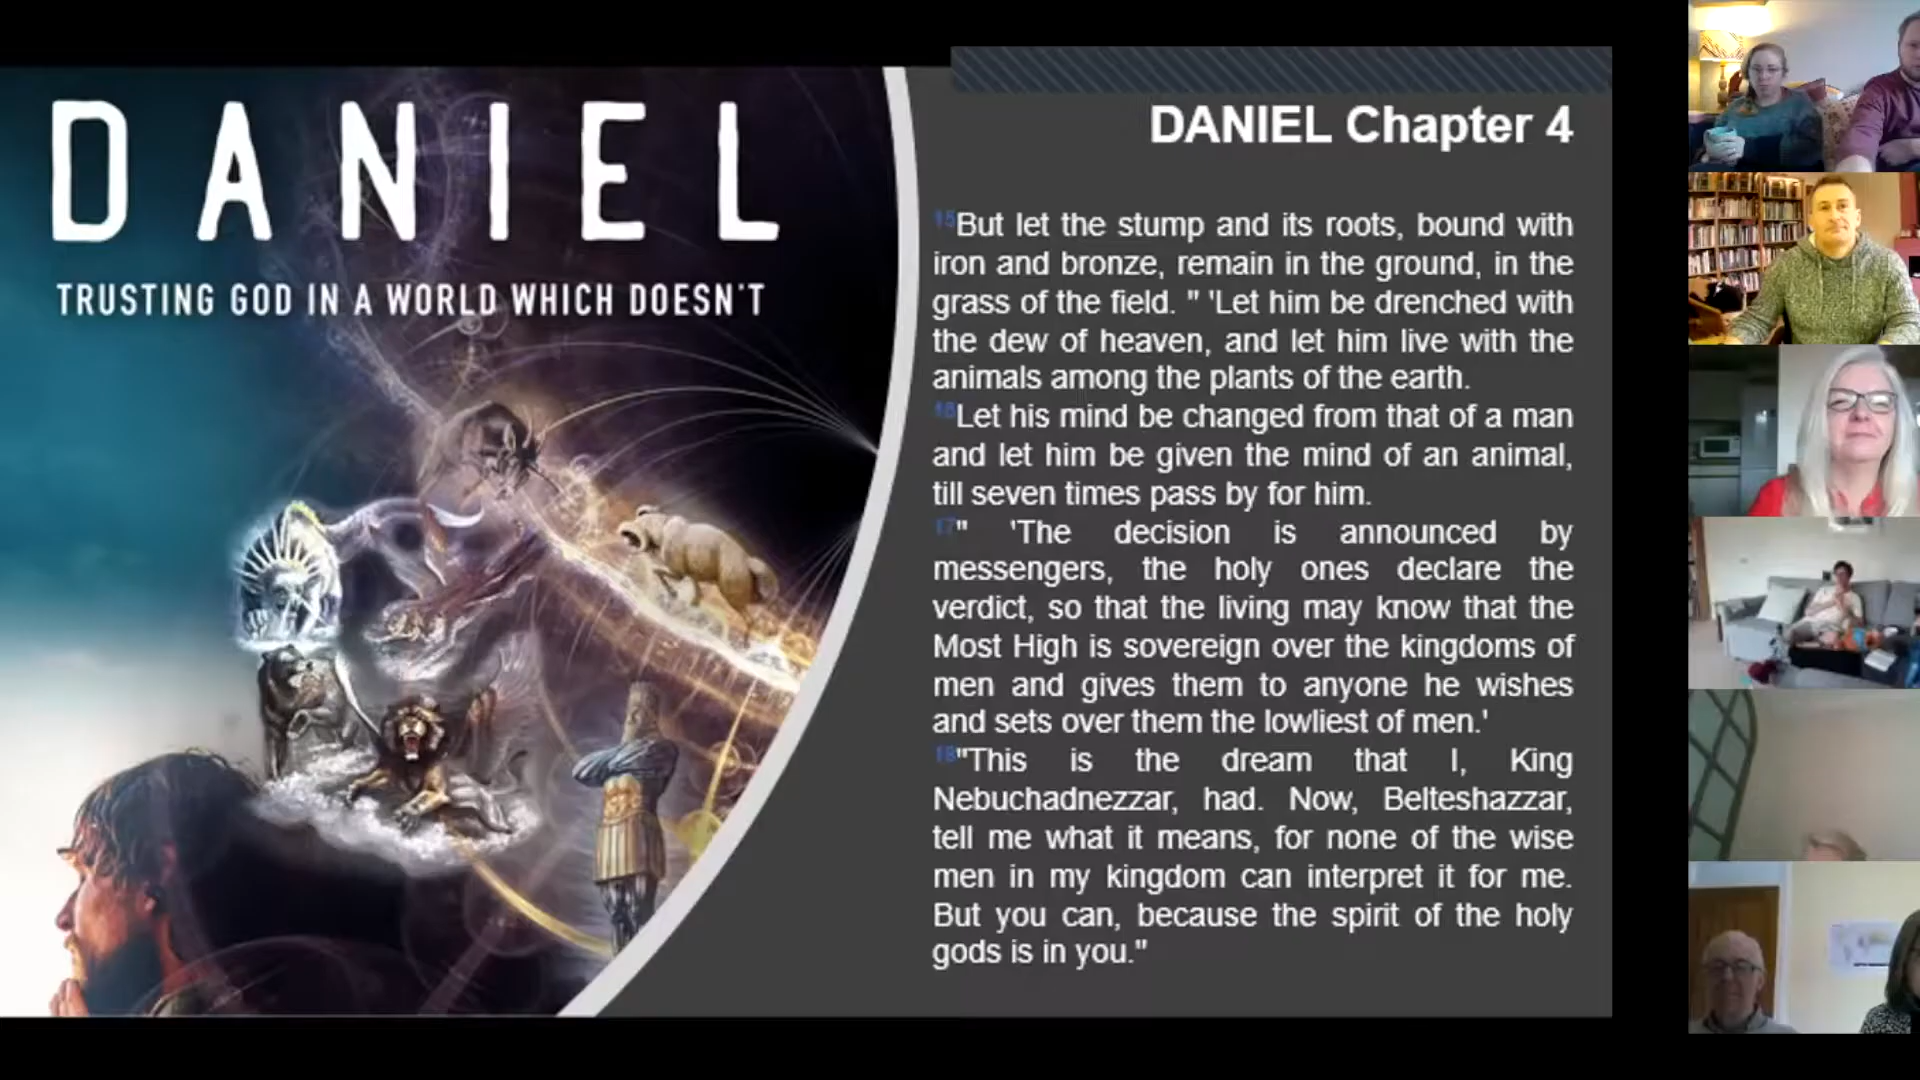 DANIEL
TRUSTING GOD IN A WORLD WHICH DOESN'T
DANIEL Chapter 4
15But let the stump and its roots, bound with
iron and bronze, remain in the ground, in the
grass of the field. " 'Let him be drenched with
the dew of heaven, and let him live with the
animals among the plants of the earth.
16Let his mind be changed from that of a man
and let him be given the mind of an animal,
till seven times pass by for him.
17" 'The decision is announced by
messengers, the holy ones declare the
verdict, so that the living may know that the
Most High is sovereign over the kingdoms of
men and gives them to anyone he wishes
and sets over them the lowliest of men.'
18"This is the dream that I, King
Nebuchadnezzar, had. Now, Belteshazzar,
tell me what it means, for none of the wise
men in my kingdom can interpret it for me.
But you can, because the spirit of the holy
gods is in you."